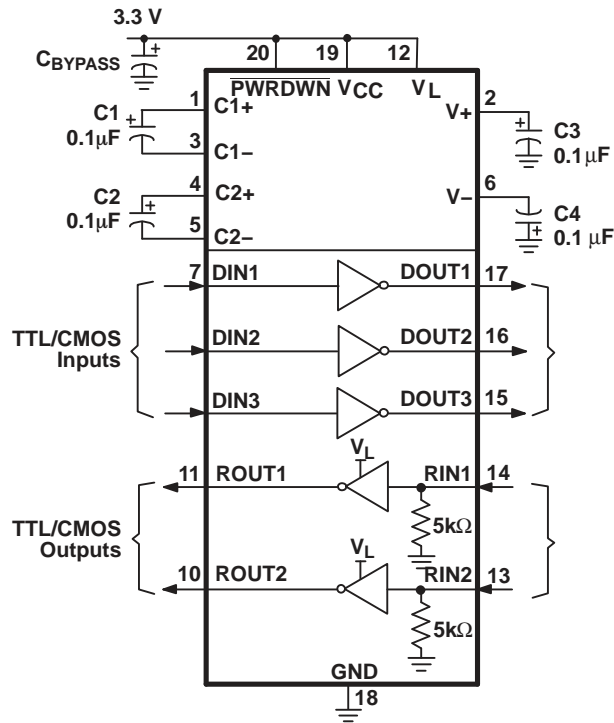 3.3 V
CBYPASS
20 19 12
PWRDWN VCC VL
C1 0.1μF
1 C1+
3 C1−
C2 0.1μF
4 C2+
5 C2−
V+ 2
C3 0.1μF
V− 6
C4 0.1 μF
TTL/CMOS
Inputs
7 DIN1 DOUT1 17
DIN2 DOUT2 16
DIN3 DOUT3 15
TTL/CMOS
Outputs
11 ROUT1 VL RIN1 14
5kΩ
10 ROUT2 VL RIN2 13
5kΩ
GND
18